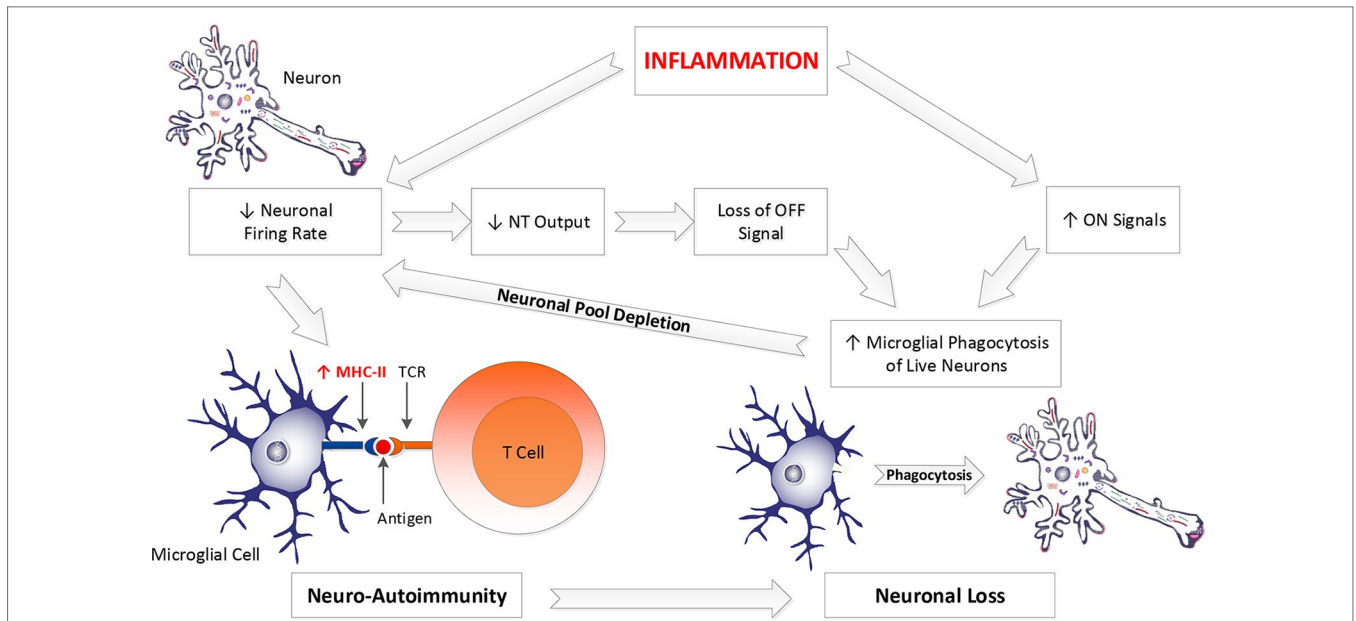 INFLAMMATION
Neuron
↓ Neuronal
Firing Rate
↓ NT Output
Loss of OFF
Signal
↑ ON Signals
Neuronal Pool Depletion
↑ Microglial Phagocytosis
of Live Neurons
↑ MHC-II
TCR
T Cell
Antigen
Microglial Cell
Phagocytosis
Neuro-Autoimmunity
Neuronal Loss